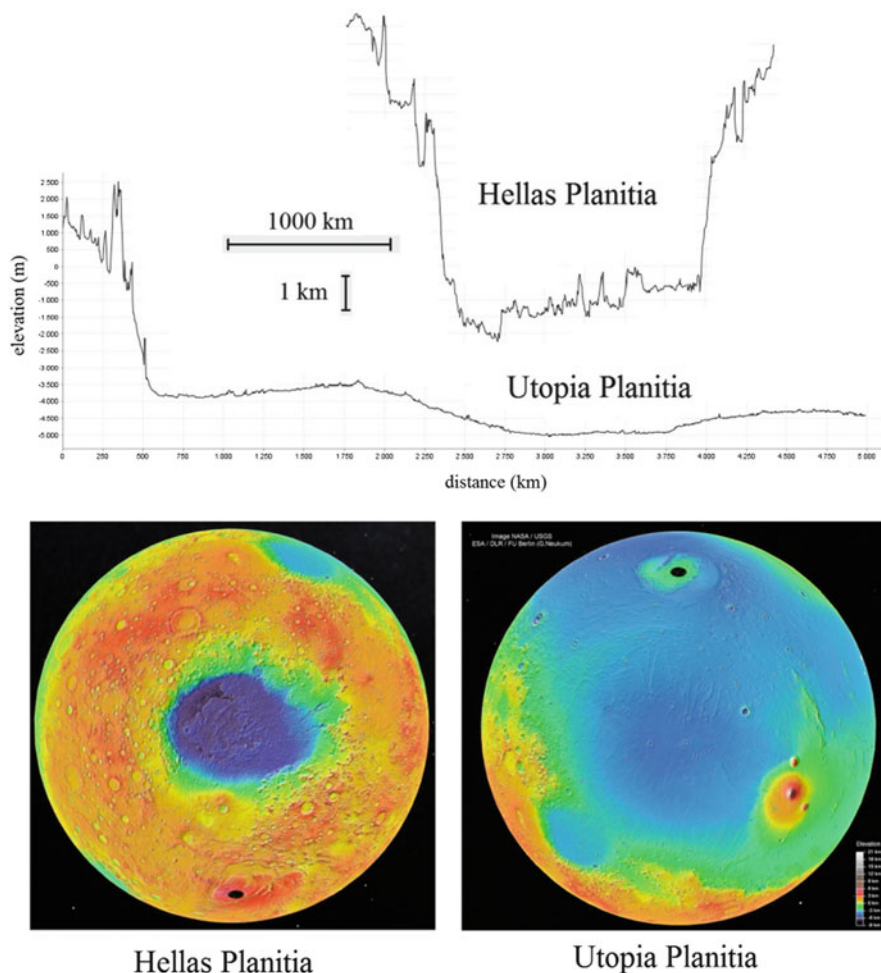 Hellas Planitia
1000 km
1 km
Utopia Planitia
elevation (m)
2 500
2 000
1 500
1 000
500
0
-500
-1 000
-1 500
-2 000
-2 500
-3 000
-3 500
-4 000
-4 500
-5 000
0 250 500 750 1 000 1 250 1 500 1 750 2 000 2 250 2 500 2 750 3 000 3 250 3 500 3 750 4 000 4 250 4 500 4 750 5 000
distance (km)
Image NASA / USGS
ESA / DLR / FU Berlin (G.Neukum)
Elevation
21 km
Hellas Planitia
Utopia Planitia